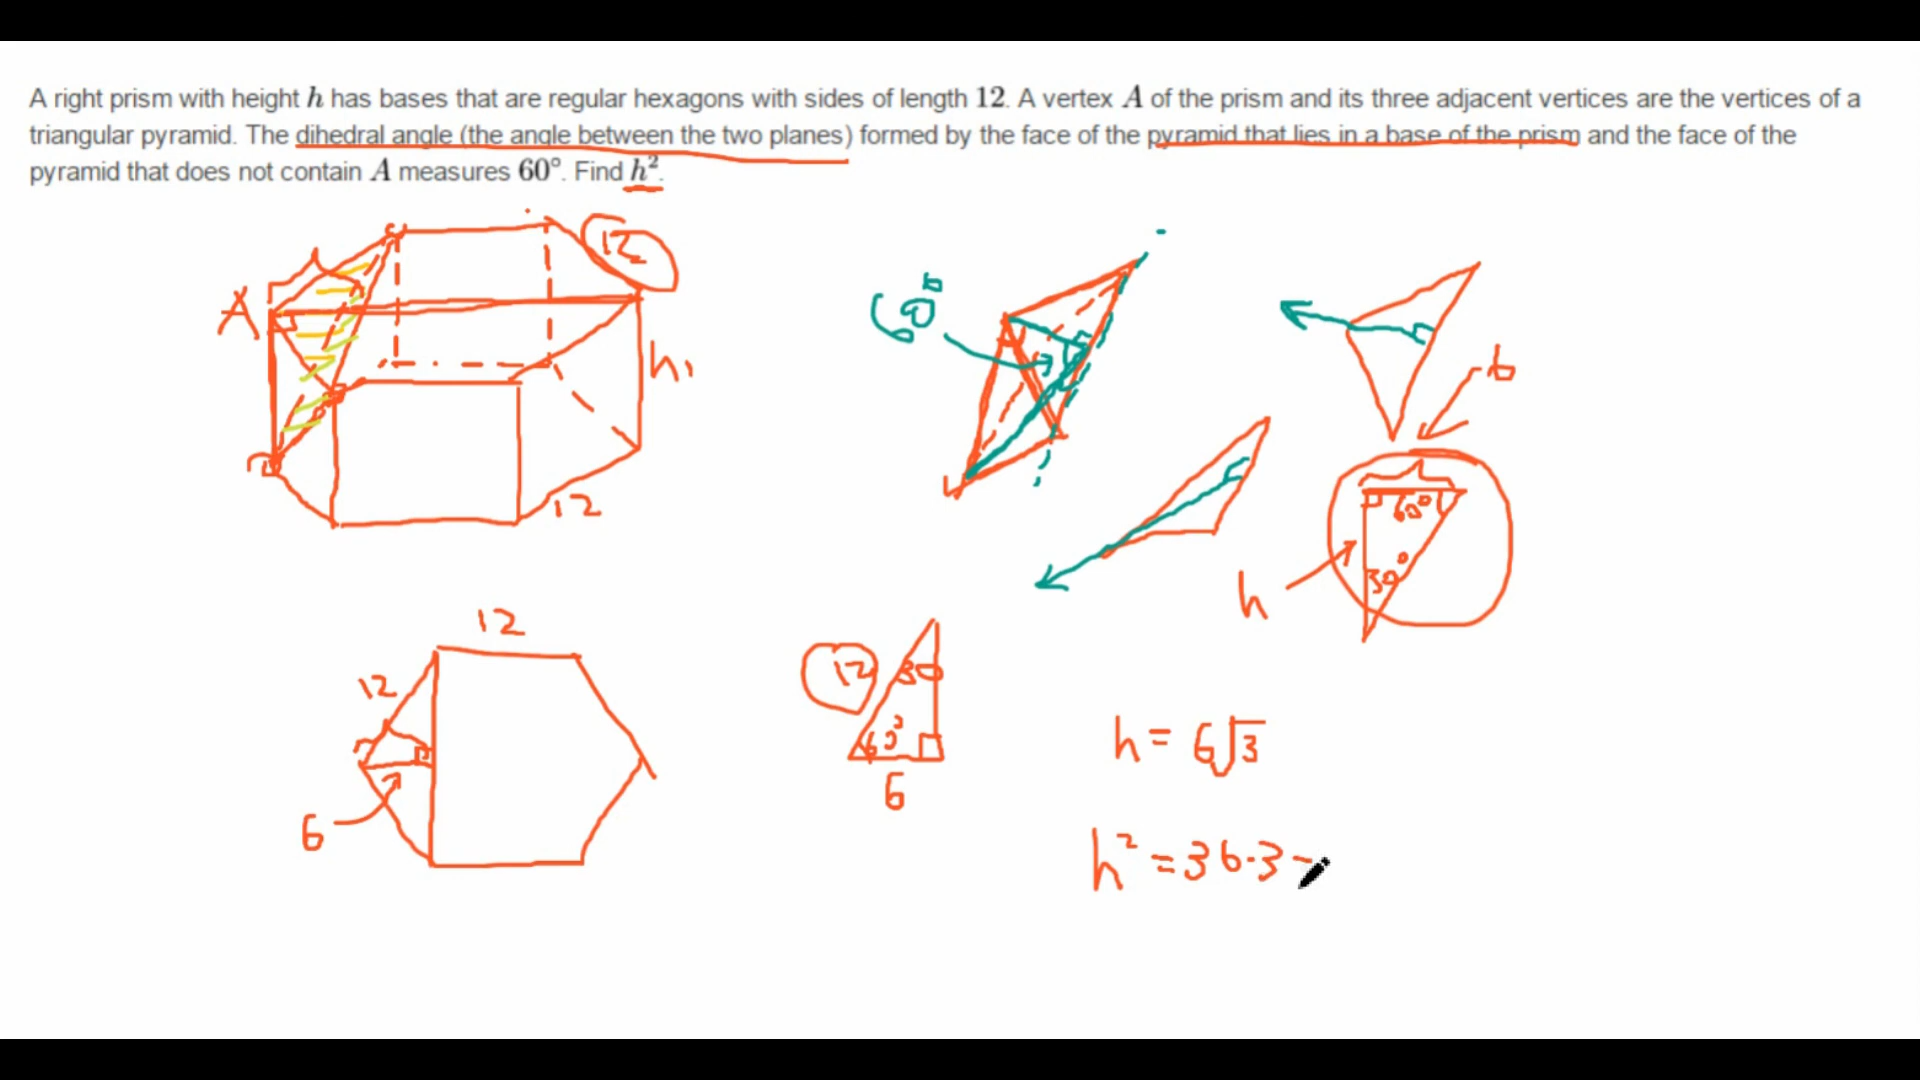 A right prism with height h has bases that are regular hexagons with sides of length 12. A vertex A of the prism and its three adjacent vertices are the vertices of a
triangular pyramid. The dihedral angle (the angle between the two planes) formed by the face of the pyramid that lies in a base of the prism and the face of the
pyramid that does not contain A measures 60°. Find h².
12
A
h
12
60°
6
60°
30°
h
12
12
6
12
30
60°
6
h = 6√3
h² = 36·3